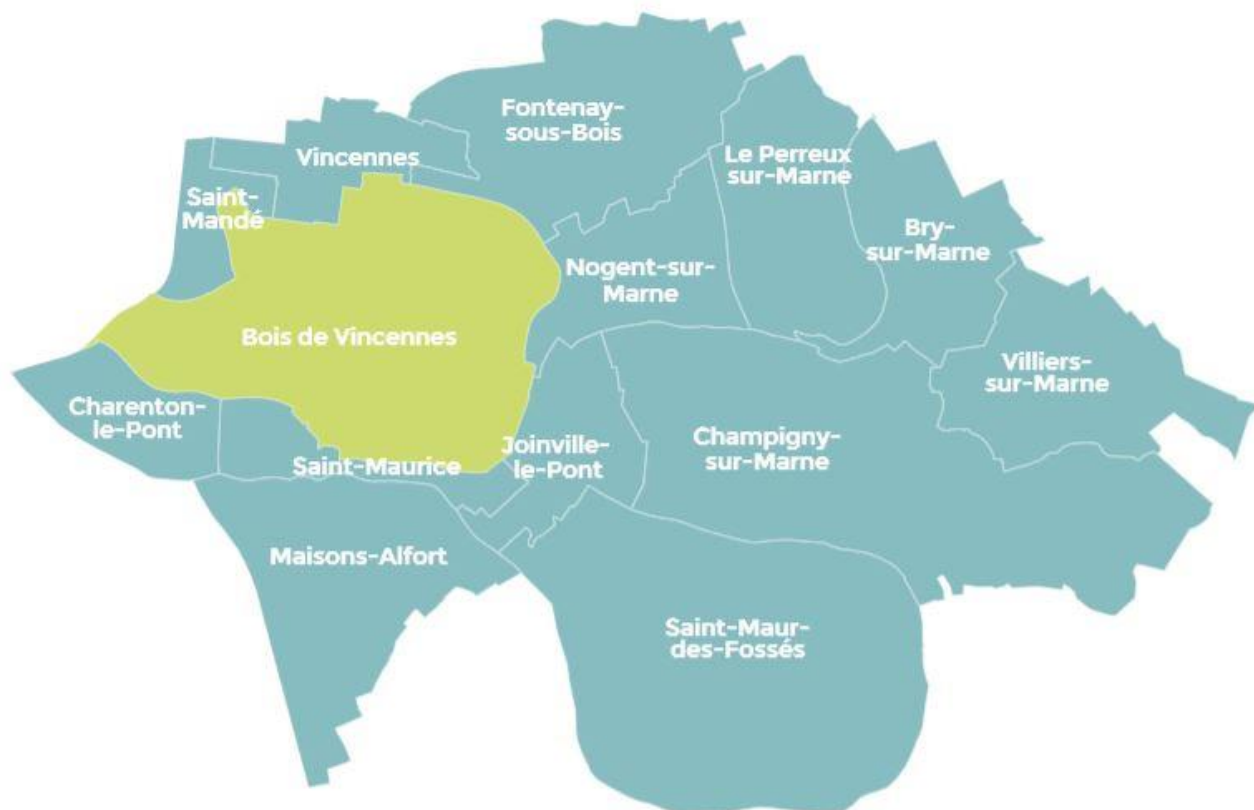 Fontenay-
sous-Bois
Vincennes
Le Perreux
sur-Marne
Saint-
Mandé
Bry-
sur-Marne
Nogent-sur-
Marne
Bois de Vincennes
Villiers-
sur-Marne
Charenton-
le-Pont
Joinville-
le-Pont
Champigny-
sur-Marne
Saint-Maurice
Maisons-Alfort
Saint-Maur-
des-Fossés